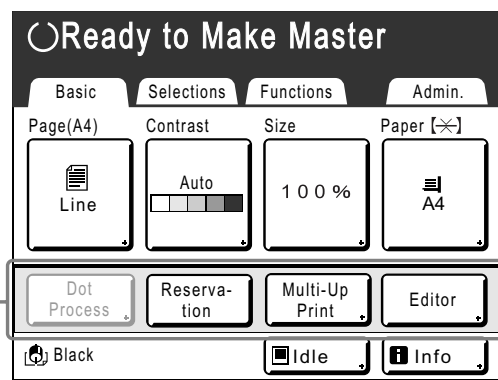 Ready to Make Master
Basic Selections Functions Admin.
Page(A4) Contrast Size Paper【⚹】
Line
Auto
100%
A4
Dot
Process
Reserva-
tion
Multi-Up
Print
Editor
Black
Idle
Info